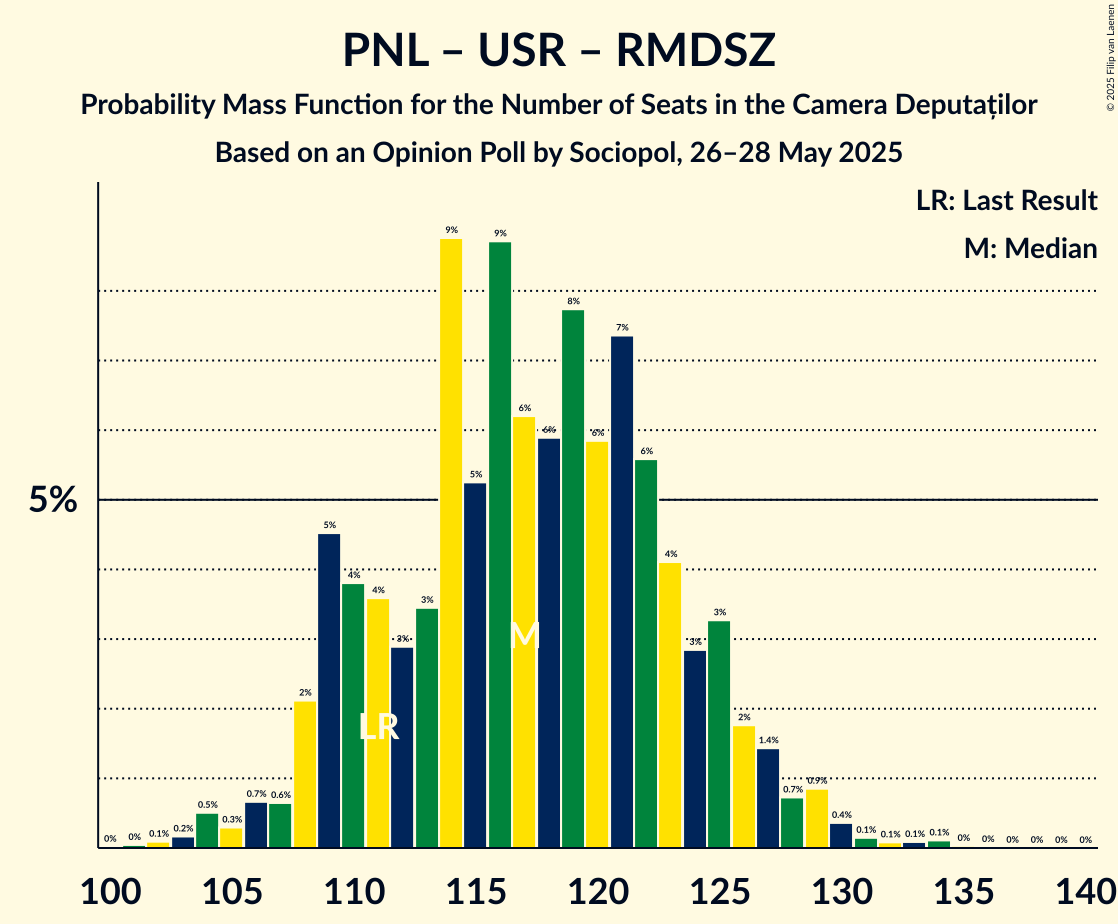 PNL – USR – RMDSZ
Probability Mass Function for the Number of Seats in the Camera Deputaților
Based on an Opinion Poll by Sociopol, 26–28 May 2025
© 2025 Filip van Laenen
LR: Last Result
M: Median
5%
0% 0% 0.1% 0.2% 0.5% 0.3% 0.7% 0.6% 2% 5% 4% 4% 3% 3% 9% 5% 9% 6% 6% 8% 6% 7% 6% 4% 3% 3% 2% 1.4% 0.7% 0.9% 0.4% 0.1% 0.1% 0.1% 0.1% 0% 0% 0% 0% 0% 0%
M
LR
100 105 110 115 120 125 130 135 140